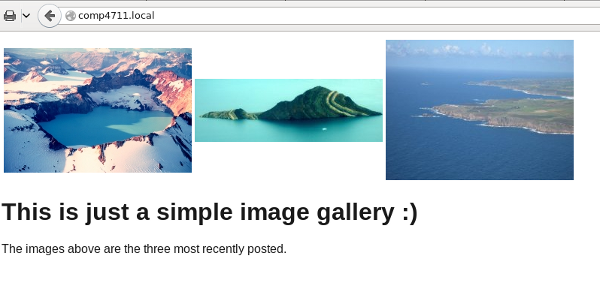 comp4711.local
This is just a simple image gallery :)
The images above are the three most recently posted.